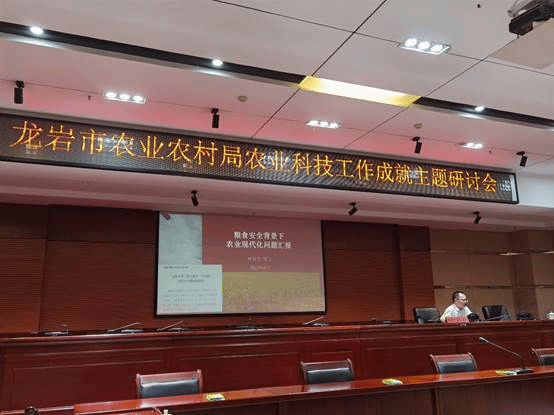 龙岩市农业农村局农业科技工作成就主题研讨会
粮食安全背景下
农业现代化问题汇报